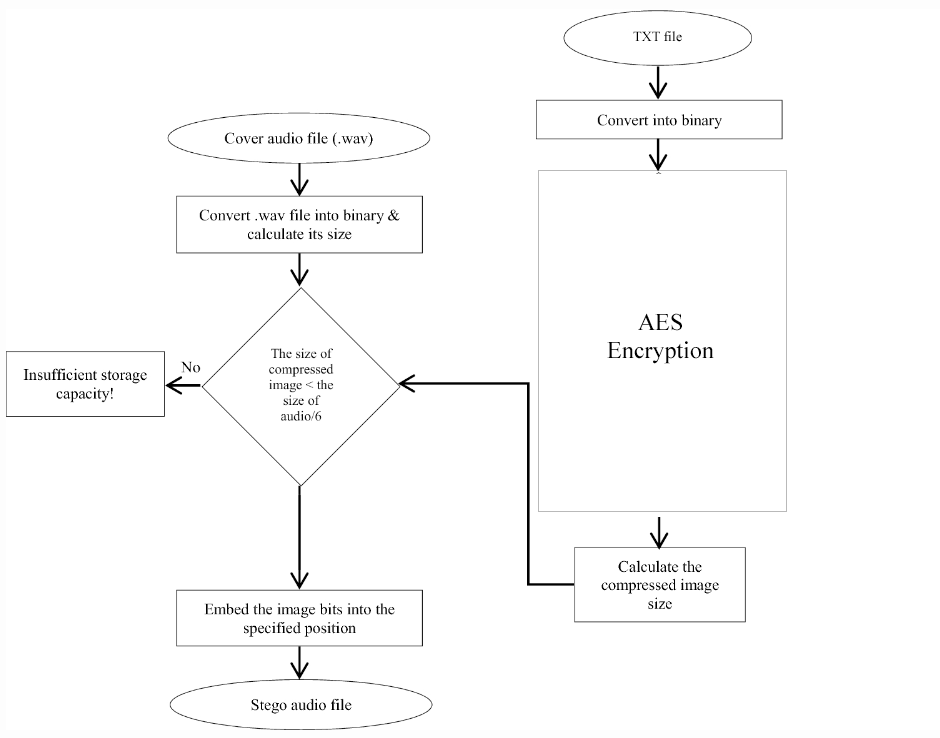 TXT file
Convert into binary
Cover audio file (.wav)
Convert .wav file into binary &
calculate its size
AES
Encryption
The size of
compressed
image < the
size of
audio/6
No
Insufficient storage
capacity!
Calculate the
compressed image
size
Embed the image bits into the
specified position
Stego audio file